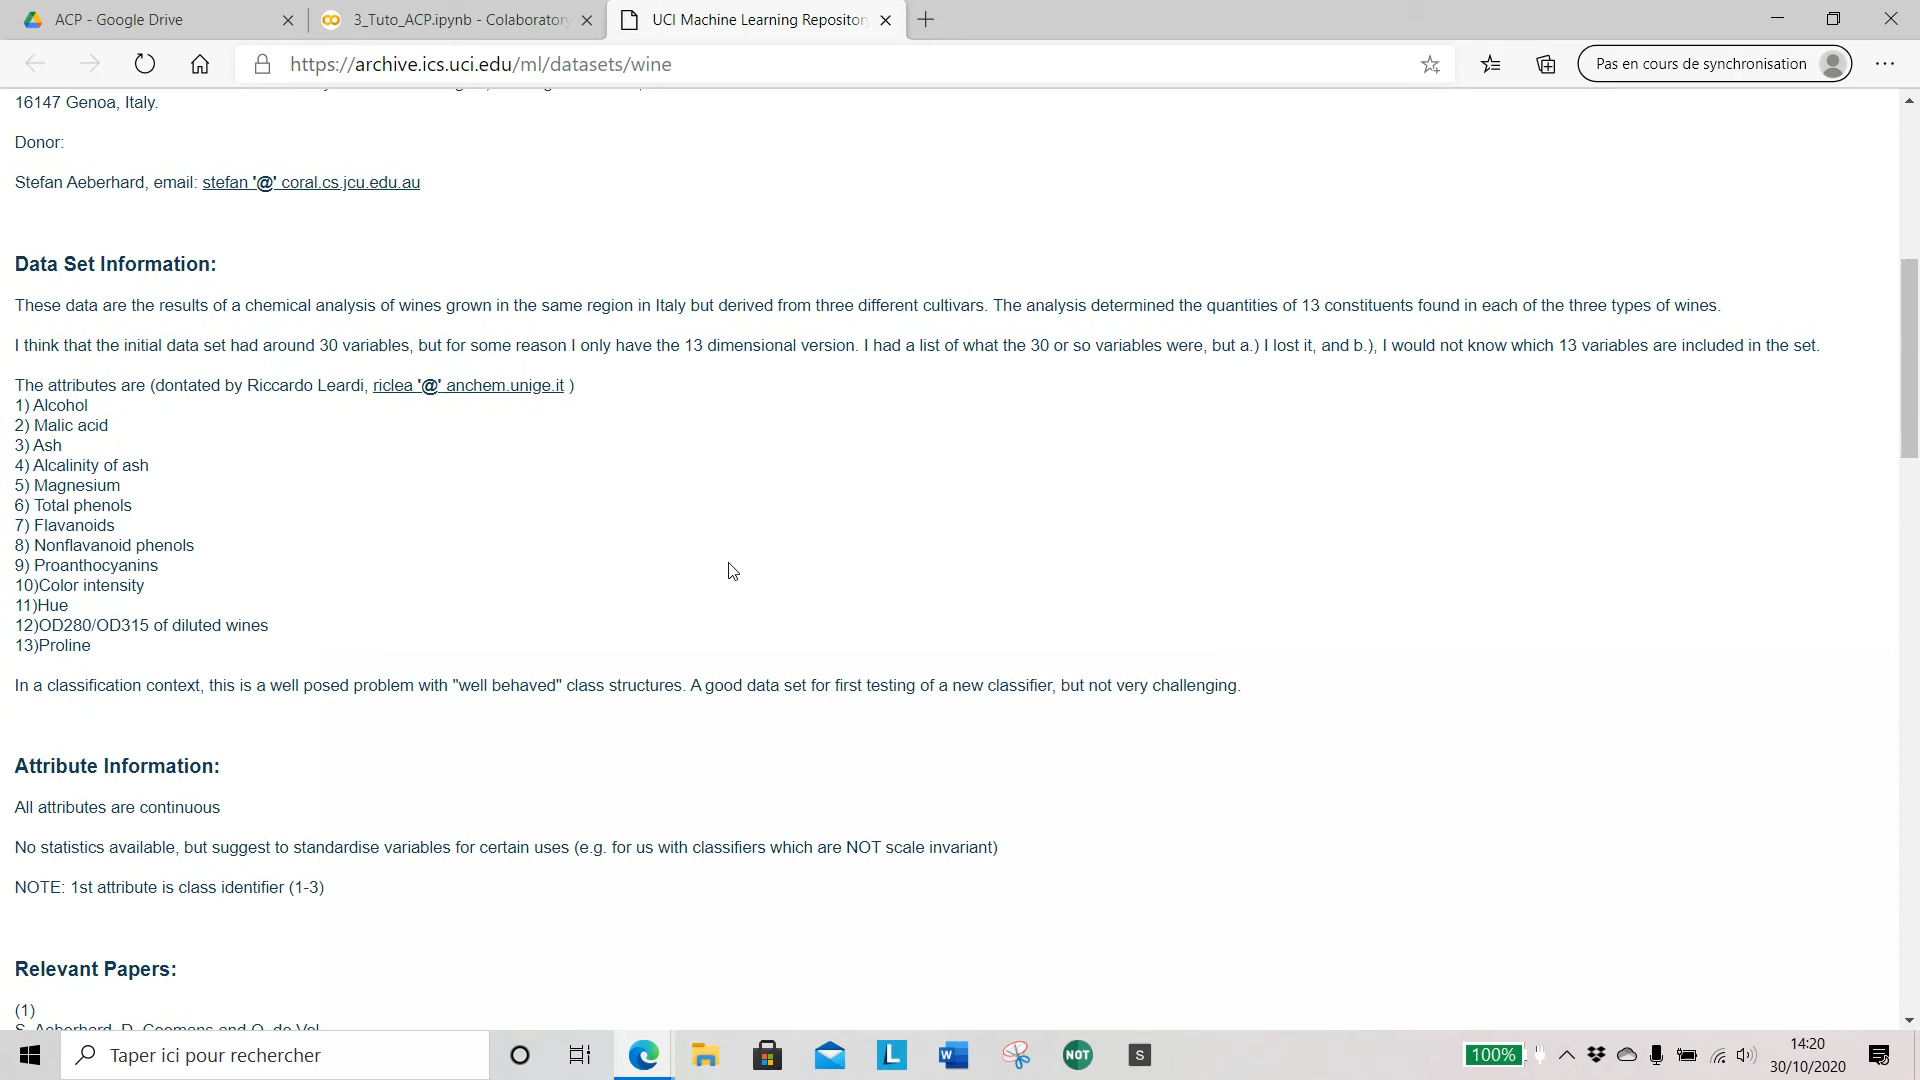 ACP - Google Drive
3_Tuto_ACP.ipynb - Colaboratory
UCI Machine Learning Repository
https://archive.ics.uci.edu/ml/datasets/wine
Pas en cours de synchronisation
16147 Genoa, Italy.
Donor:
Stefan Aeberhard, email: stefan '@' coral.cs.jcu.edu.au
Data Set Information:
These data are the results of a chemical analysis of wines grown in the same region in Italy but derived from three different cultivars. The analysis determined the quantities of 13 constituents found in each of the three types of wines.
I think that the initial data set had around 30 variables, but for some reason I only have the 13 dimensional version. I had a list of what the 30 or so variables were, but a.) I lost it, and b.), I would not know which 13 variables are included in the set.
The attributes are (dontated by Riccardo Leardi, riclea '@' anchem.unige.it )
1) Alcohol
2) Malic acid
3) Ash
4) Alcalinity of ash
5) Magnesium
6) Total phenols
7) Flavanoids
8) Nonflavanoid phenols
9) Proanthocyanins
10)Color intensity
11)Hue
12)OD280/OD315 of diluted wines
13)Proline
In a classification context, this is a well posed problem with "well behaved" class structures. A good data set for first testing of a new classifier, but not very challenging.
Attribute Information:
All attributes are continuous
No statistics available, but suggest to standardise variables for certain uses (e.g. for us with classifiers which are NOT scale invariant)
NOTE: 1st attribute is class identifier (1-3)
Relevant Papers:
(1)
S. Aeberhard, D. Coomans and O. de Vel,
Taper ici pour rechercher
L
W
NOT
S
100%
14:20
30/10/2020